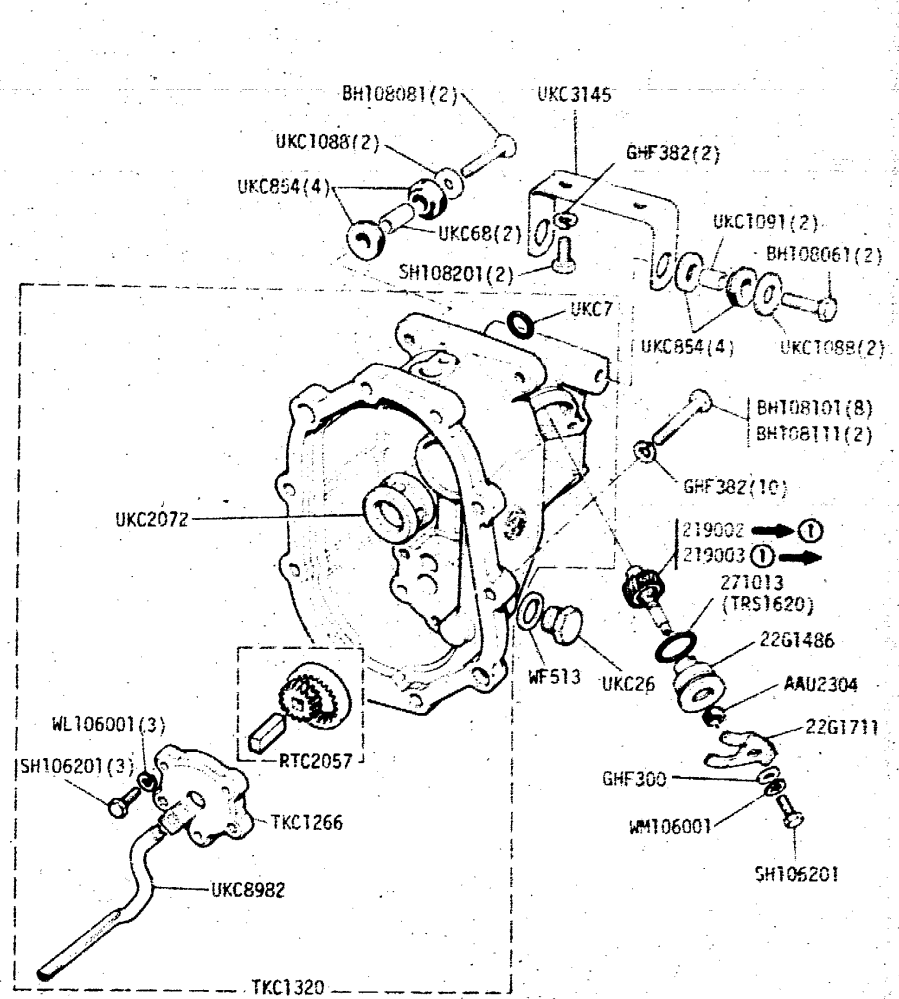 BH108081(2)
UKC3145
UKC1088(2)
GHF382(2)
UKC854(4)
UKC1091(2)
UKC68(2)
BH108061(2)
SH108201(2)
UKC7
UKC854(4)
UKC1088(2)
BH108101(8)
BH108111(2)
GHF382(10)
UKC2072
219002 ➡ ①
219003 ① ➡
271013
(TRS1620)
22G1486
WF513
UKC26
AAU2304
WL106001(3)
22G1711
SH106201(3)
RTC2057
GHF300
TKC1266
WM106001
SH106201
UKC8982
TKC1320